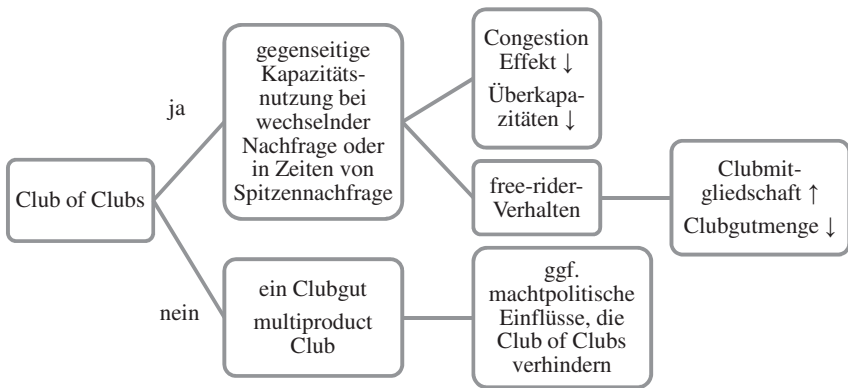 Club of Clubs
ja
gegenseitige
Kapazitäts-
nutzung bei
wechselnder
Nachfrage oder
in Zeiten von
Spitzennachfrage
Congestion
Effekt ↓
Überkapa-
zitäten ↓
free-rider-
Verhalten
Clubmit-
gliedschaft ↑
Clubgutmenge ↓
nein
ein Clubgut
multiproduct
Club
ggf.
machtpolitische
Einflüsse, die
Club of Clubs
verhindern